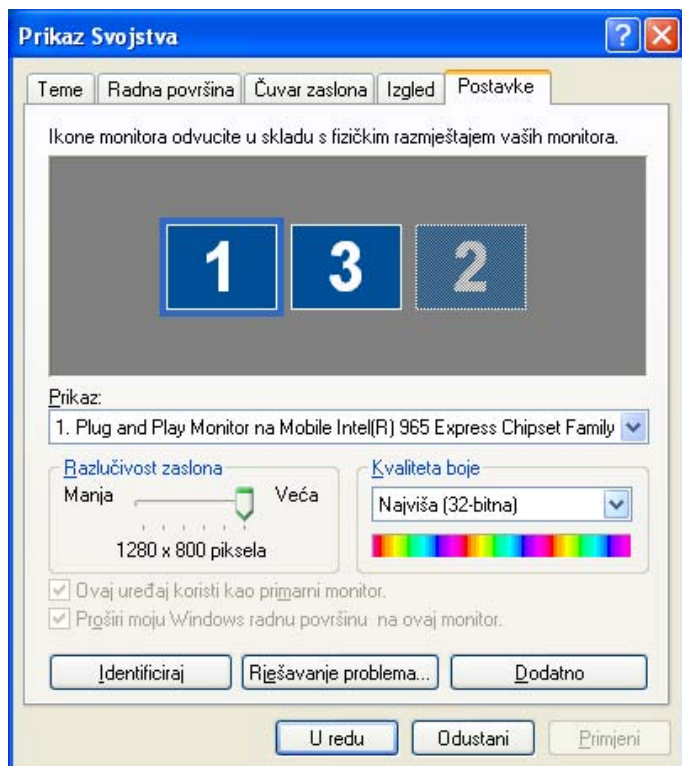 Prikaz Svojstva
Teme Radna površina Čuvar zaslona Izgled Postavke
Ikone monitora odvucite u skladu s fizičkim razmještajem vaših monitora.
1 3 2
Prikaz:
1. Plug and Play Monitor na Mobile Intel(R) 965 Express Chipset Family
Razlučivost zaslona
Manja Veća
1280 x 800 piksela
Kvaliteta boje
Najviša (32-bitna)
Ovaj uređaj koristi kao primarni monitor.
Proširi moju Windows radnu površinu na ovaj monitor.
Identificiraj Rješavanje problema... Dodatno
U redu Odustani Primjeni